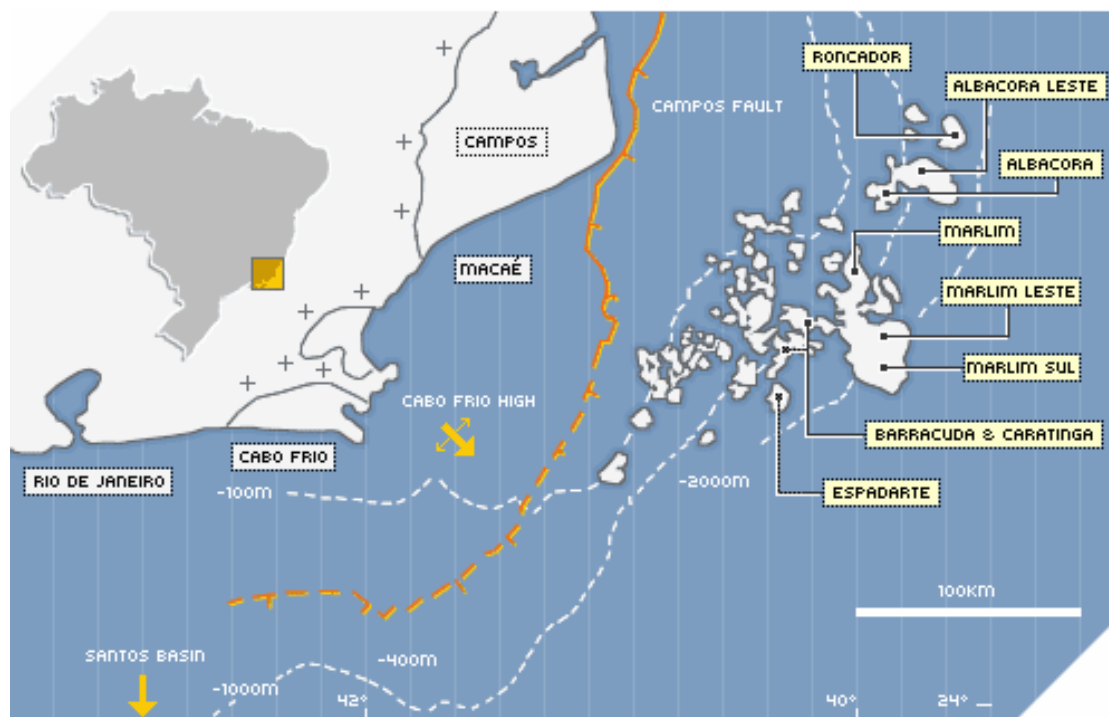 RONCADOR
ALBACORA LESTE
CAMPOS FAULT
CAMPOS
ALBACORA
MARLIM
MACAÉ
MARLIM LESTE
MARLIM SUL
CABO FRIO HIGH
BARRACUDA & CARATINGA
CABO FRIO
RIO DE JANEIRO
-100M
-2000M
ESPADARTE
100KM
SANTOS BASIN
-400M
-1000M
42°
40°
24°